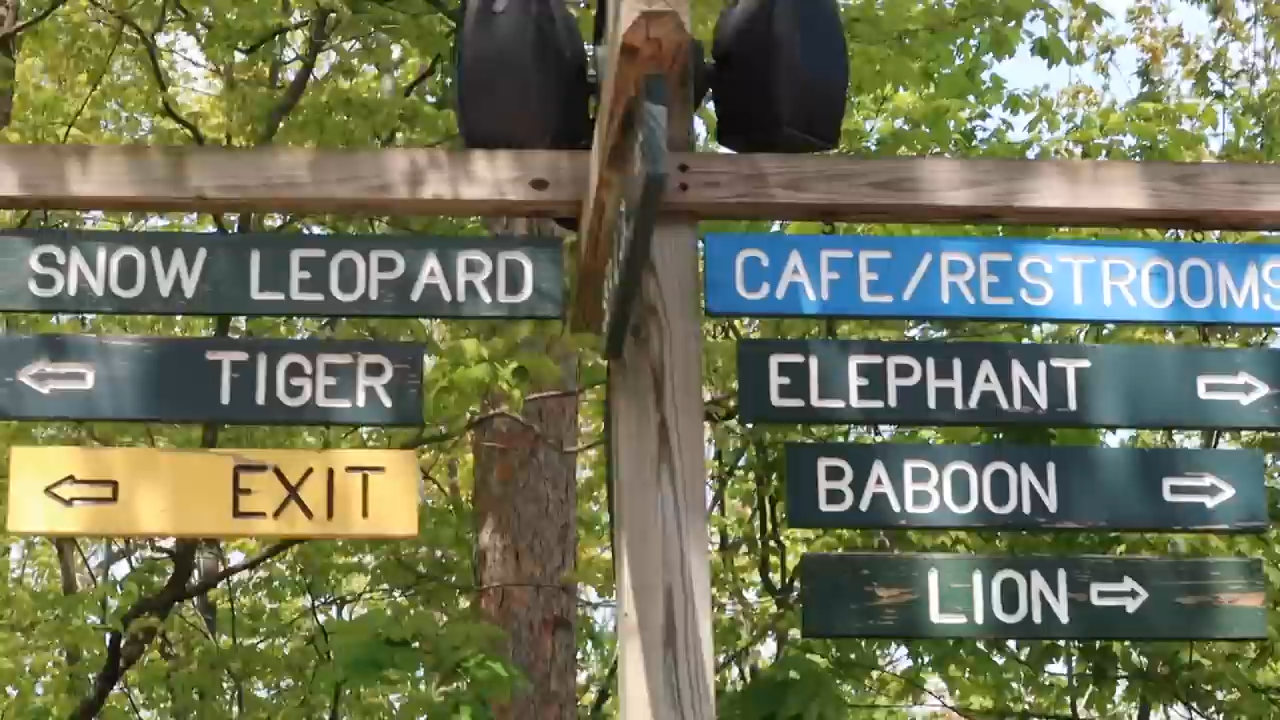 SNOW LEOPARD
TIGER
EXIT
CAFE/RESTROOMS
ELEPHANT
BABOON
LION